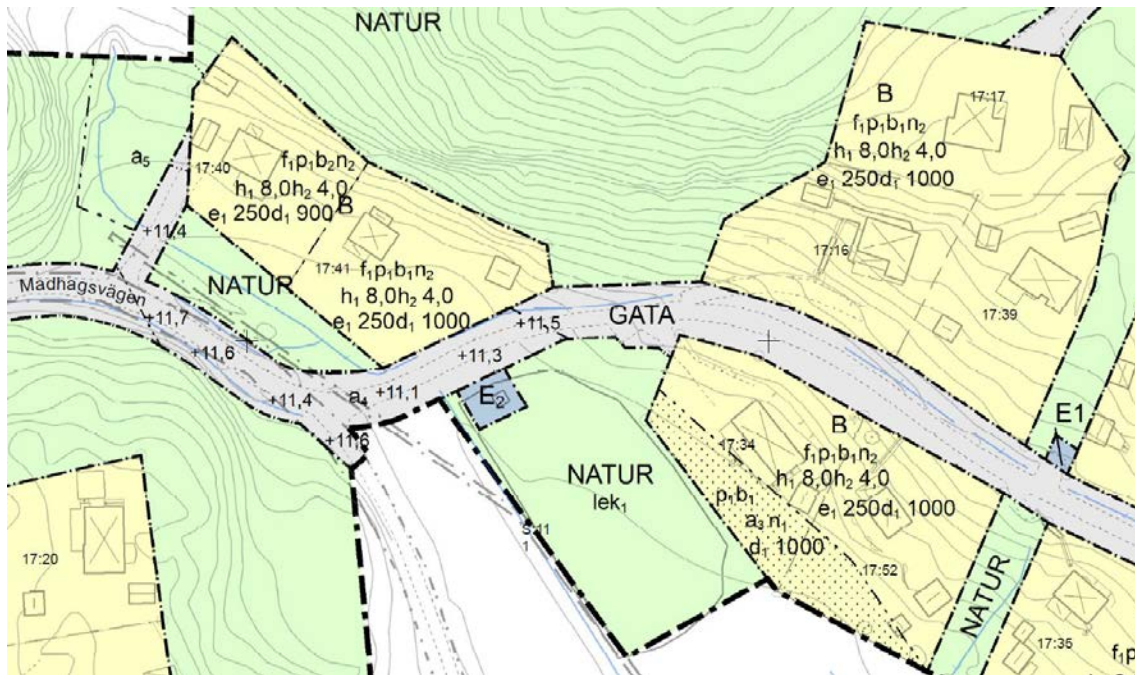 NATUR
B
17:17
f₁p₁b₁n₂
h₁ 8,0h₂ 4,0
e₁ 250d₁ 1000
a₅
17:40
f₁p₁b₂n₂
h₁ 8,0h₂ 4,0
B
e₁ 250d₁ 900
+11,4
17:16
17:41
f₁p₁b₁n₂
h₁ 8,0h₂ 4,0
e₁ 250d₁ 1000
NATUR
Madhagsvägen
+11,7
+11,6
+11,4
a₄
+11,1
+11,3
+11,5
+11,6
GATA
17:39
E₂
E1
B
f₁p₁b₁n₂
h₁ 8,0h₂ 4,0
e₁ 250d₁ 1000
17:34
NATUR
lek₁
p₁b₁
a₃ n₁
d₁ 1000
17:52
17:20
NATUR
17:35
f₁p